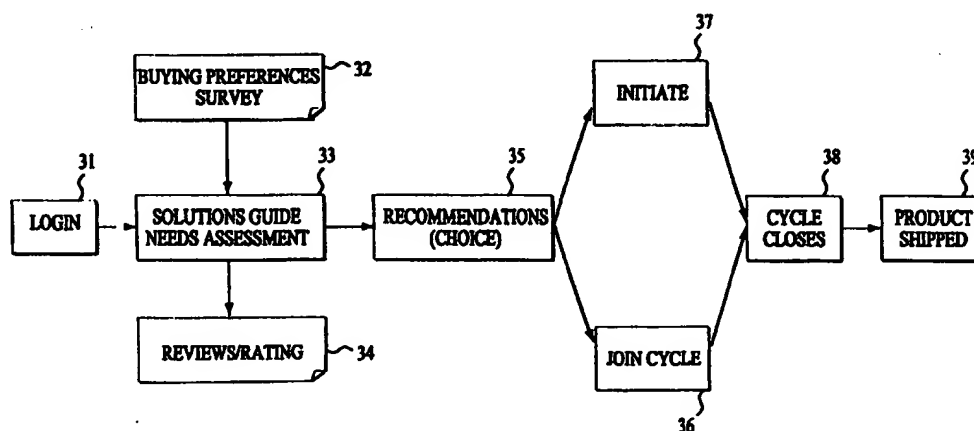 37
32
BUYING PREFERENCES
SURVEY
INITIATE
31
33
35
38
39
LOGIN
SOLUTIONS GUIDE
NEEDS ASSESSMENT
RECOMMENDATIONS
(CHOICE)
CYCLE
CLOSES
PRODUCT
SHIPPED
REVIEWS/RATING
34
JOIN CYCLE
36